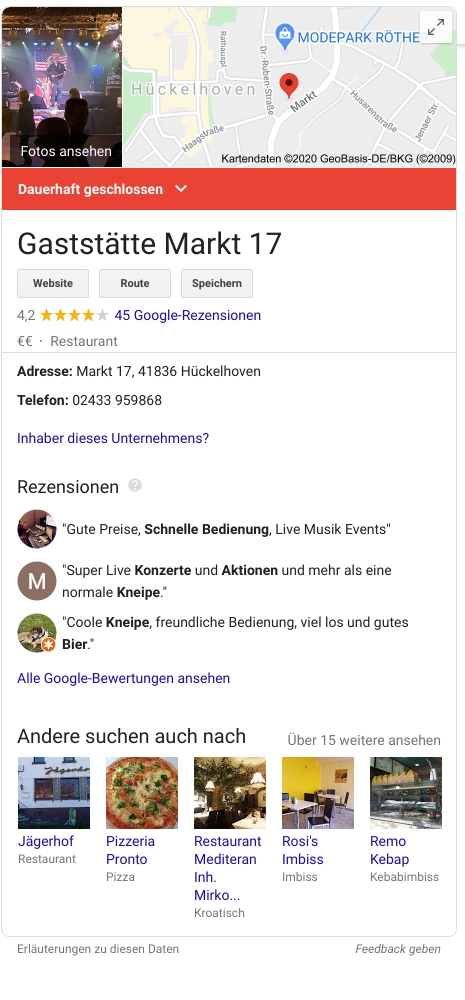 MODEPARK RÖTHE
Rathauspl.
Dr.-Ruben-Straße
Hückelhoven
Markt
Husarenstraße
Jenaer Str.
Haagstraße
Fotos ansehen
Kartendaten ©2020 GeoBasis-DE/BKG (©2009)
Dauerhaft geschlossen
Gaststätte Markt 17
Website Route Speichern
4,2 45 Google-Rezensionen
€€ · Restaurant
Adresse: Markt 17, 41836 Hückelhoven
Telefon: 02433 959868
Inhaber dieses Unternehmens?
Rezensionen ?
"Gute Preise, Schnelle Bedienung, Live Musik Events"
M
"Super Live Konzerte und Aktionen und mehr als eine
normale Kneipe."
"Coole Kneipe, freundliche Bedienung, viel los und gutes
Bier."
Alle Google-Bewertungen ansehen
Andere suchen auch nach Über 15 weitere ansehen
Jägerhof
Restaurant
Pizzeria
Pronto
Pizza
Restaurant
Mediteran
Inh.
Mirko...
Kroatisch
Rosi's
Imbiss
Imbiss
Remo
Kebap
Kebabimbiss
Erläuterungen zu diesen Daten Feedback geben